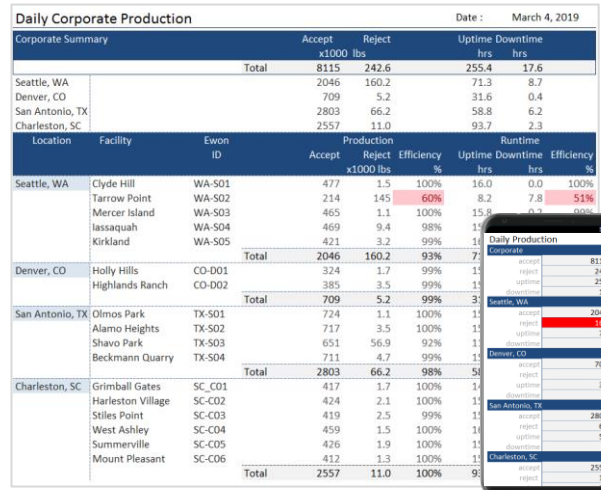 Daily Corporate Production Date : March 4, 2019
Corporate Summary Accept Reject Uptime Downtime
x1000 lbs hrs hrs
Total 8115 242.6 255.4 17.6
Seattle, WA 2046 160.2 71.3 8.7
Denver, CO 709 5.2 31.6 0.4
San Antonio, TX 2803 66.2 58.8 6.2
Charleston, SC 2557 11.0 93.7 2.3
Location Facility Ewon Production Runtime
ID Accept Reject Efficiency Uptime Downtime Efficiency
x1000 lbs % hrs hrs %
Seattle, WA Clyde Hill WA-S01 477 1.5 100% 16.0 0.0 100%
Tarrow Point WA-S02 214 145 60% 8.2 7.8 51%
Mercer Island WA-S03 465 1.1 100% 15.8 0.2 99%
Iassaquah WA-S04 469 9.4 98%
Kirkland WA-S05 421 3.2 99%
Total 2046 160.2 93%
Denver, CO Holly Hills CO-D01 324 1.7 99%
Highlands Ranch CO-D02 385 3.5 99%
Total 709 5.2 99%
San Antonio, TX Olmos Park TX-S01 724 1.1 100%
Alamo Heights TX-S02 717 3.5 100%
Shavo Park TX-S03 651 56.9 92%
Beckmann Quarry TX-S04 711 4.7 99%
Total 2803 66.2 98%
Charleston, SC Grimball Gates SC_C01 417 1.7 100%
Harleston Village SC-C02 424 2.1 100%
Stiles Point SC-C03 419 2.5 99%
West Ashley SC-C04 459 1.5 100%
Summerville SC-C05 426 1.9 100%
Mount Pleasant SC-C06 412 1.3 100%
Total 2557 11.0 100%
Daily Production
Corporate
accept
reject
uptime
downtime
Seattle, WA
accept
reject
uptime
downtime
Denver, CO
accept
reject
uptime
downtime
San Antonio, TX
accept
reject
uptime
downtime
Charleston, SC
accept
reject